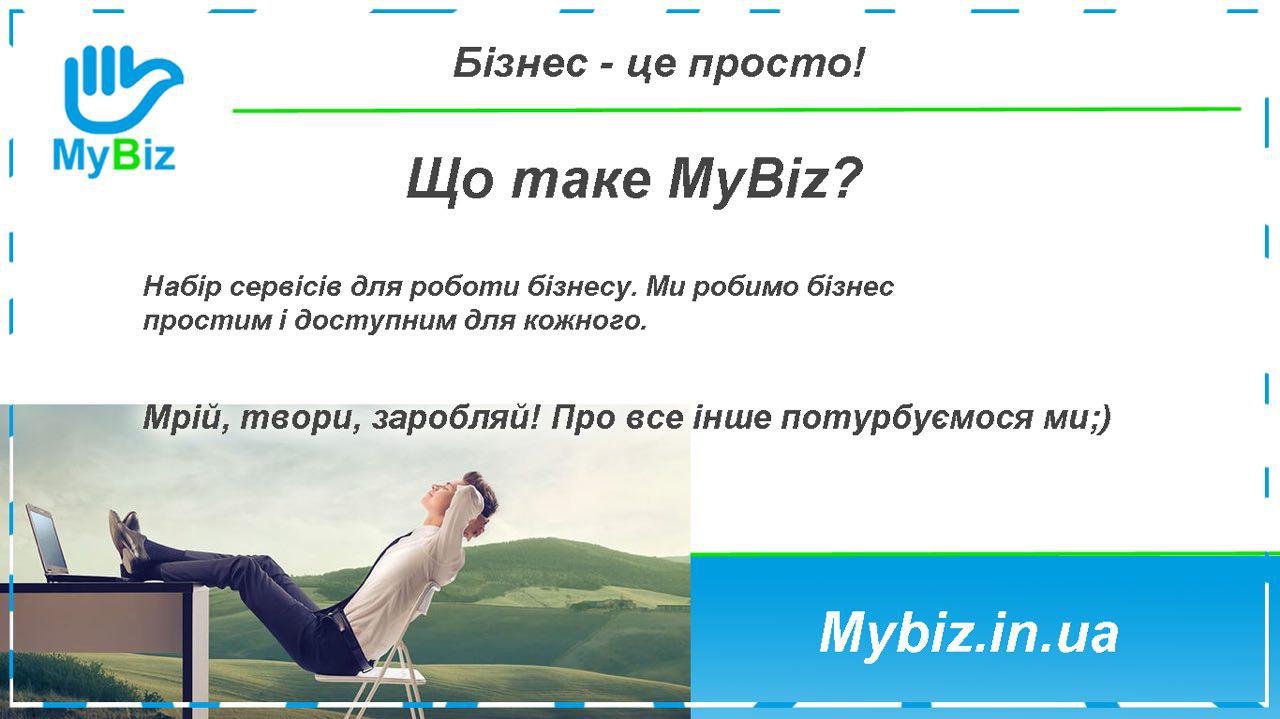 Бізнес - це просто!
MyBiz
Що таке MyBiz?
Набір сервісів для роботи бізнесу. Ми робимо бізнес
простим і доступним для кожного.
Мрій, твори, заробляй! Про все інше потурбуємося ми;)
Mybiz.in.ua